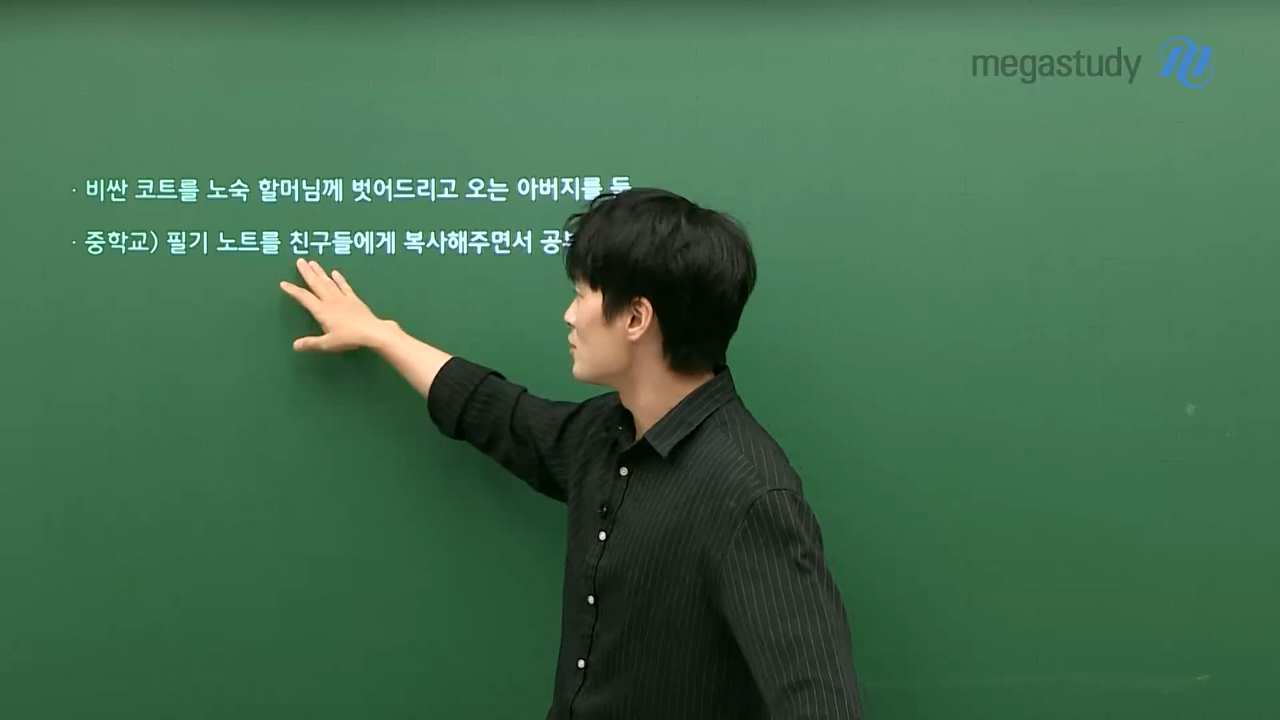 megastudy
· 비싼 코트를 노숙 할머님께 벗어드리고 오는 아버지를
· 중학교) 필기 노트를 친구들에게 복사해주면서